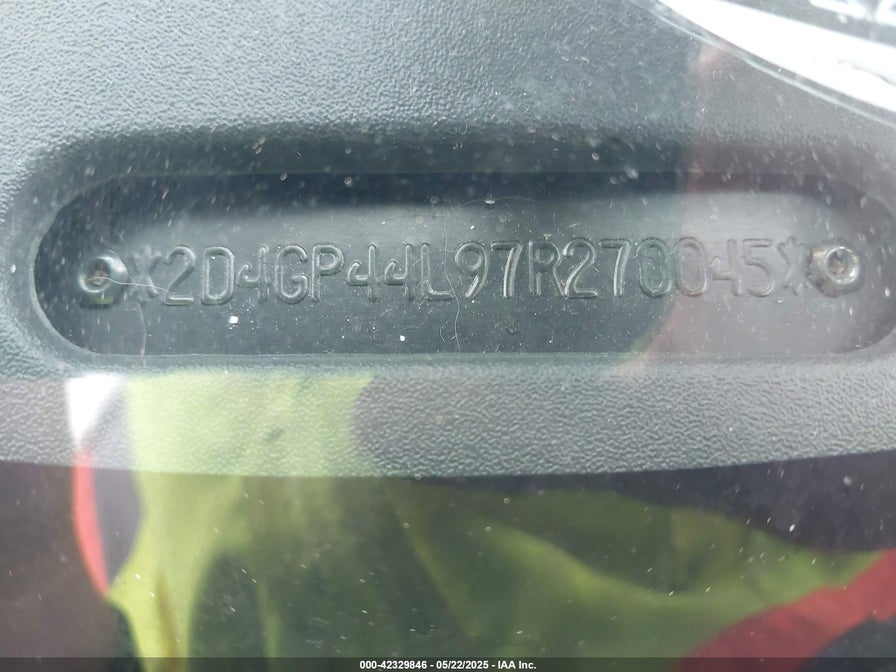 *2D4GP44L97R270045*
000-42329846 - 05/22/2025 - IAA Inc.